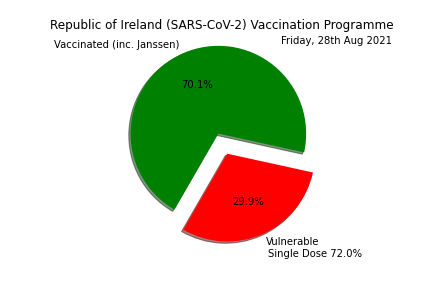 Republic of Ireland (SARS-CoV-2) Vaccination Programme
Vaccinated (inc. Janssen)
Friday, 28th Aug 2021
70.1%
29.9%
Vulnerable
Single Dose 72.0%